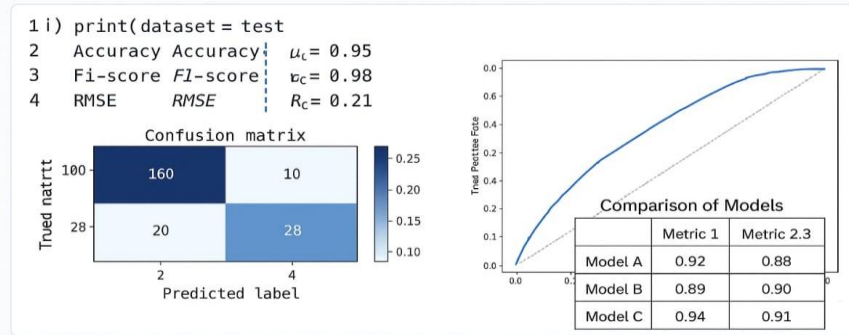 1 i) print(dataset = test
2 Accuracy Accuracy μc= 0.95
3 Fi-score F1-score c= 0.98
4 RMSE RMSE Rc= 0.21
Confusion matrix
Trued natrtt
100
28
160 10
20 28
2 4
Predicted label
0.25
0.20
0.15
0.10
Tned Pecttee Fote
0.0
0.6
0.4
0.2
0.4
0.2
0.1
0.0
0.0
Comparison of Models
Metric 1 Metric 2.3
Model A 0.92 0.88
Model B 0.89 0.90
Model C 0.94 0.91